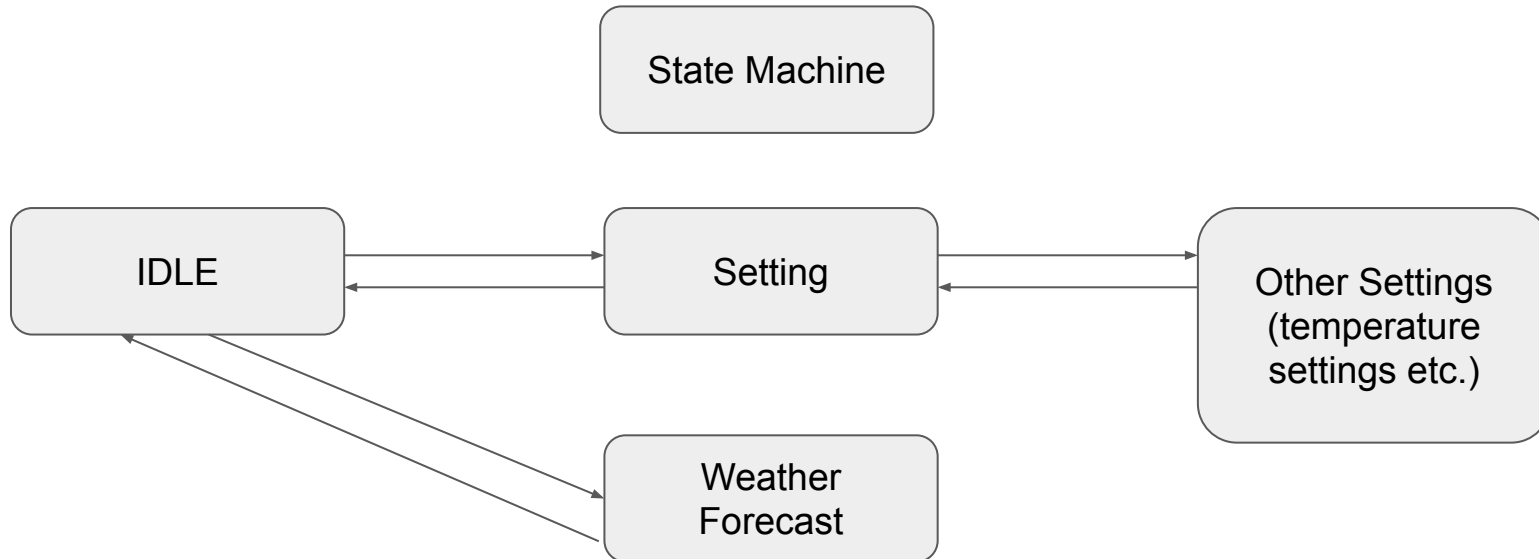 State Machine
IDLE
Setting
Other Settings
(temperature
settings etc.)
Weather
Forecast